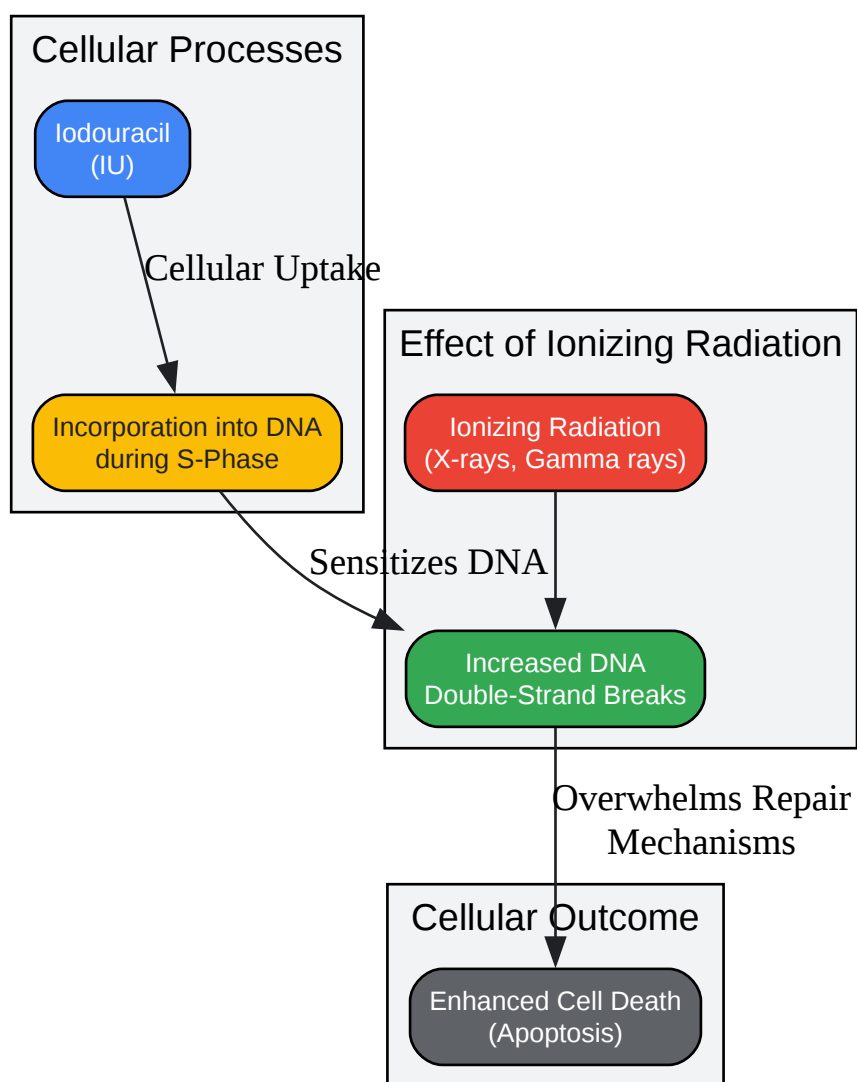 Cellular Processes
Iodouracil
(IU)
Cellular Uptake
Incorporation into DNA
during S-Phase
Effect of Ionizing Radiation
Ionizing Radiation
(X-rays, Gamma rays)
Sensitizes DNA
Increased DNA
Double-Strand Breaks
Overwhelms Repair
Mechanisms
Cellular Outcome
Enhanced Cell Death
(Apoptosis)